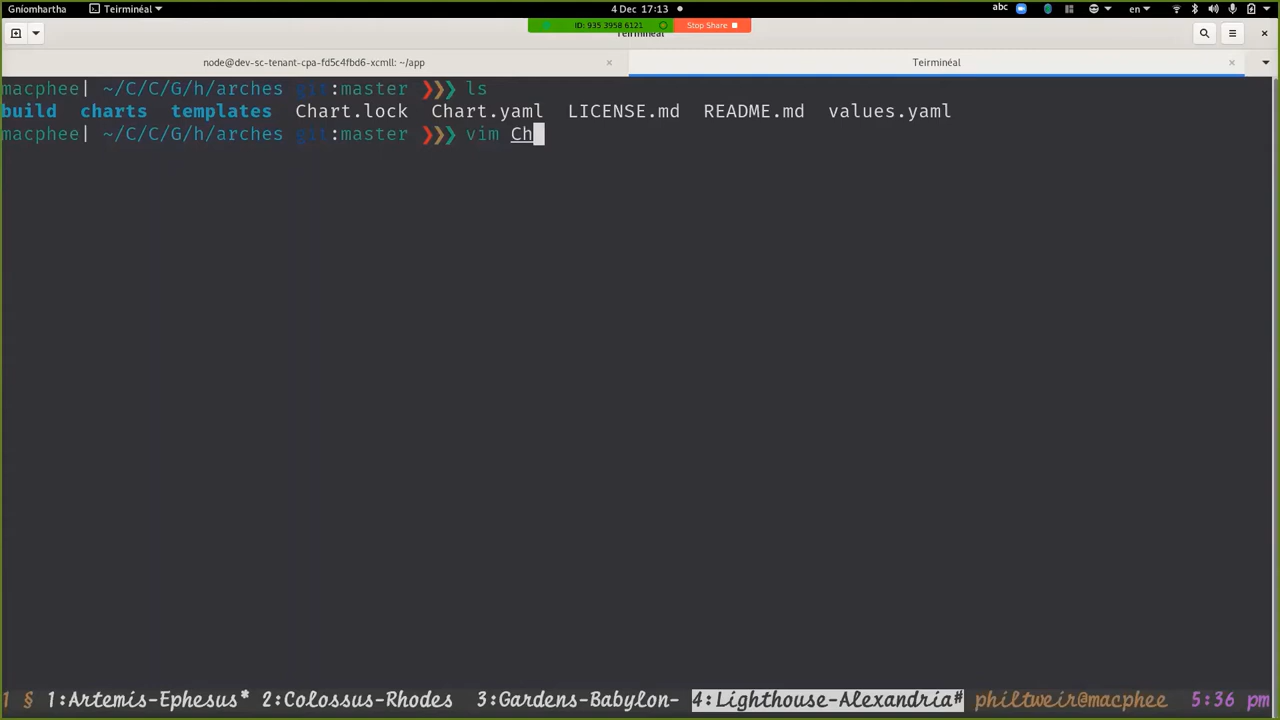 Gníomhartha Teirminéal 4 Dec 17:13 abc en
ID: 935 3958 6121 Stop Share
Teirminéal
node@dev-sc-tenant-cpa-fd5c4fbd6-xcmll: ~/app × Teirminéal ×
macphee| ~/C/C/G/h/arches git:master ❯❯❯ ls
build charts templates Chart.lock Chart.yaml LICENSE.md README.md values.yaml
macphee| ~/C/C/G/h/arches git:master ❯❯❯ vim Ch
1 § 1:Artemis-Ephesus* 2:Colossus-Rhodes 3:Gardens-Babylon- 4:Lighthouse-Alexandria# philtweir@macphee 5:36 pm